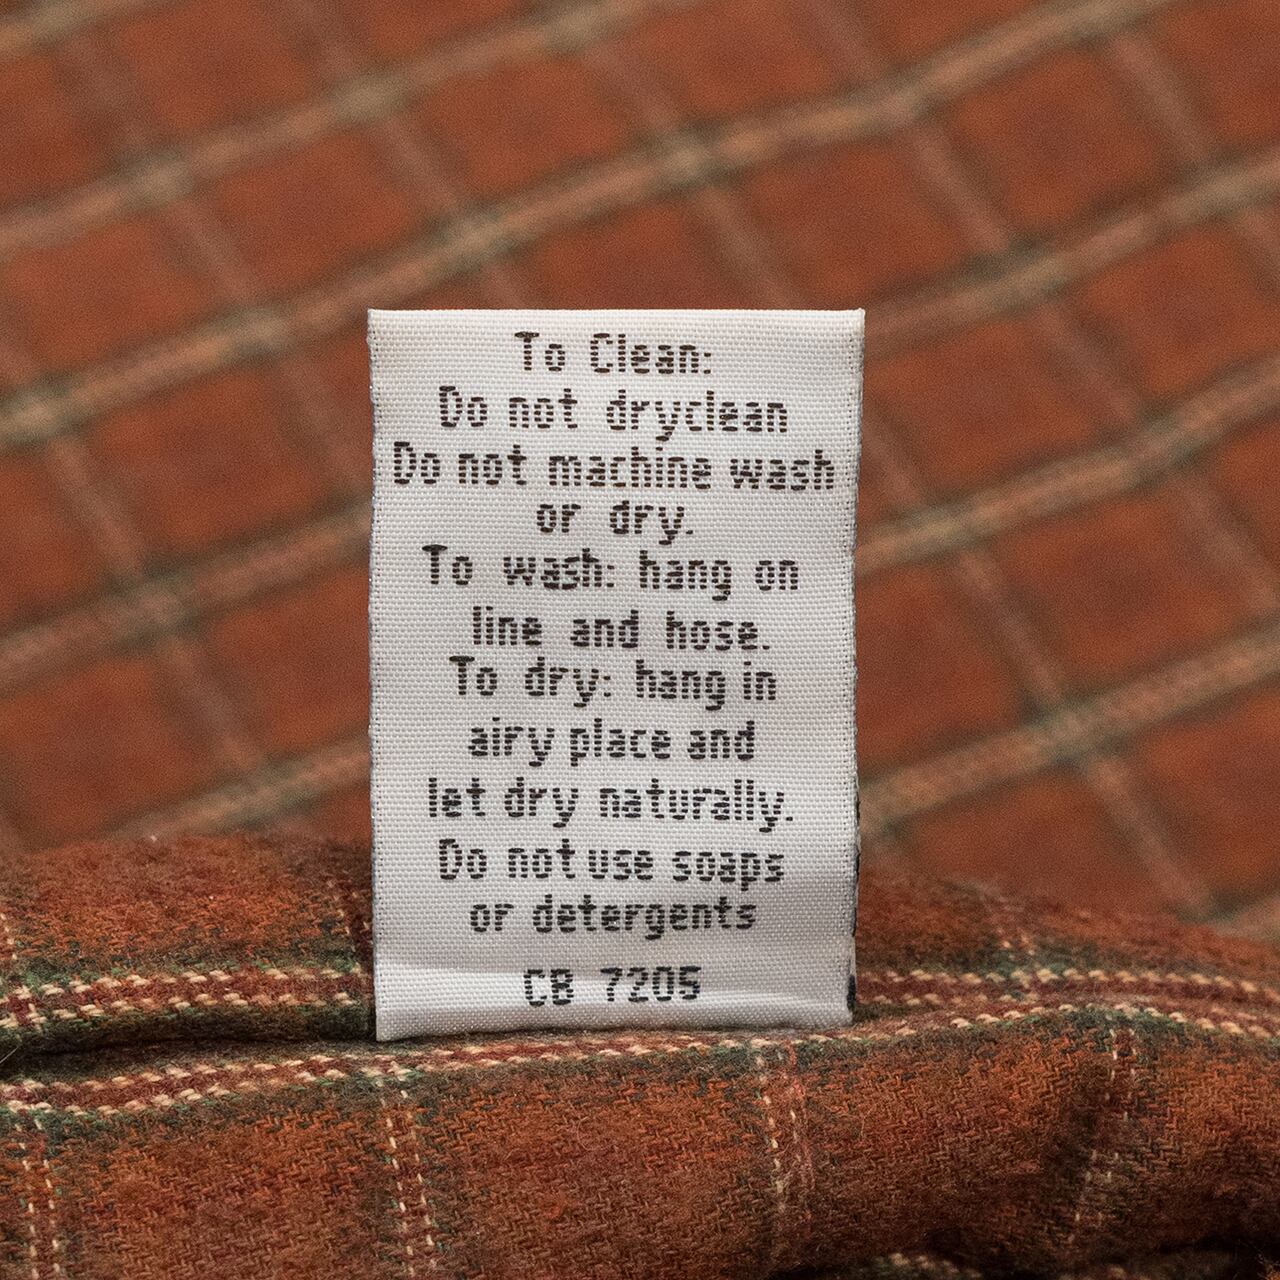 To Clean:
Do not dryclean
Do not machine wash
or dry.
To wash: hang on
line and hose.
To dry: hang in
airy place and
let dry naturally.
Do not use soaps
or detergents
CB 7205